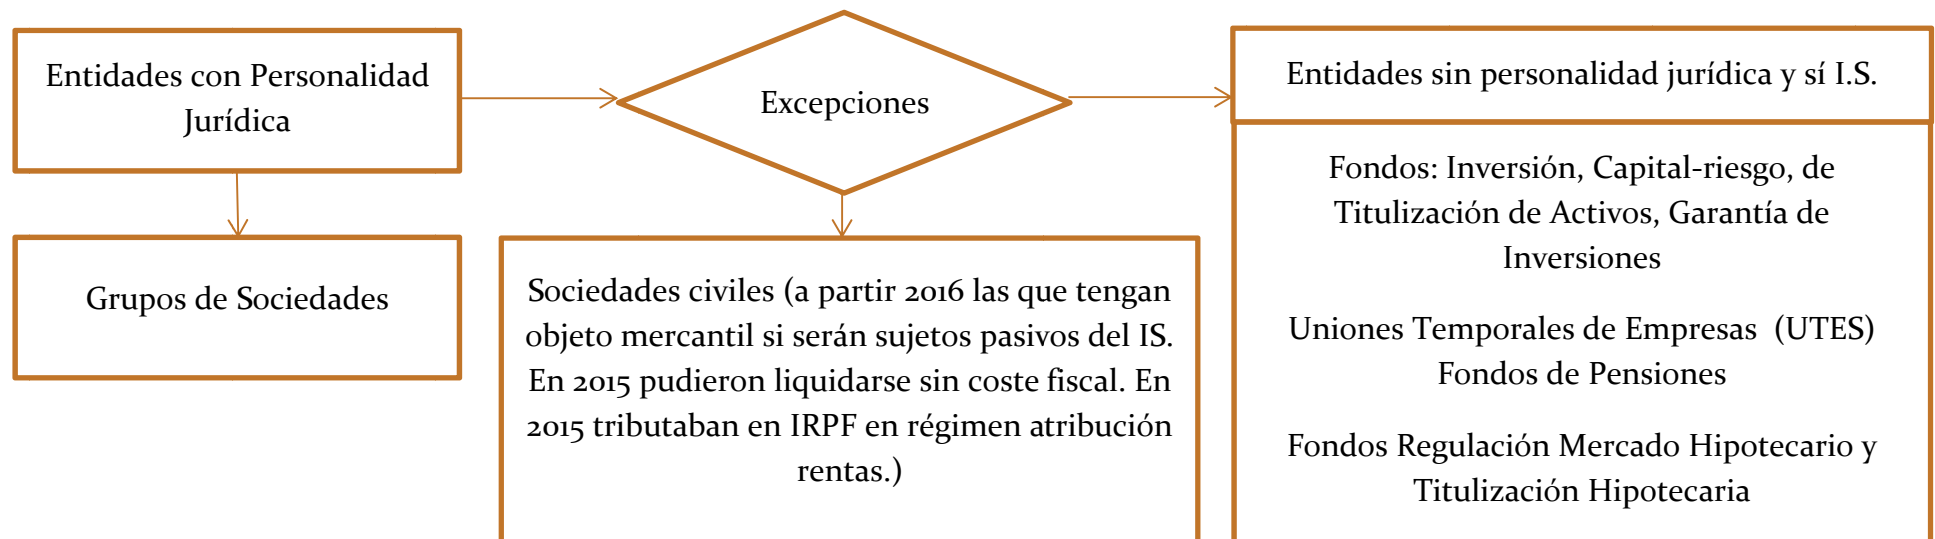 Entidades con Personalidad
Jurídica
Grupos de Sociedades
Excepciones
Sociedades civiles (a partir 2016 las que tengan
objeto mercantil si serán sujetos pasivos del IS.
En 2015 pudieron liquidarse sin coste fiscal. En
2015 tributaban en IRPF en régimen atribución
rentas.)
Entidades sin personalidad jurídica y sí I.S.
Fondos: Inversión, Capital-riesgo, de
Titulización de Activos, Garantía de
Inversiones
Uniones Temporales de Empresas (UTES)
Fondos de Pensiones
Fondos Regulación Mercado Hipotecario y
Titulización Hipotecaria